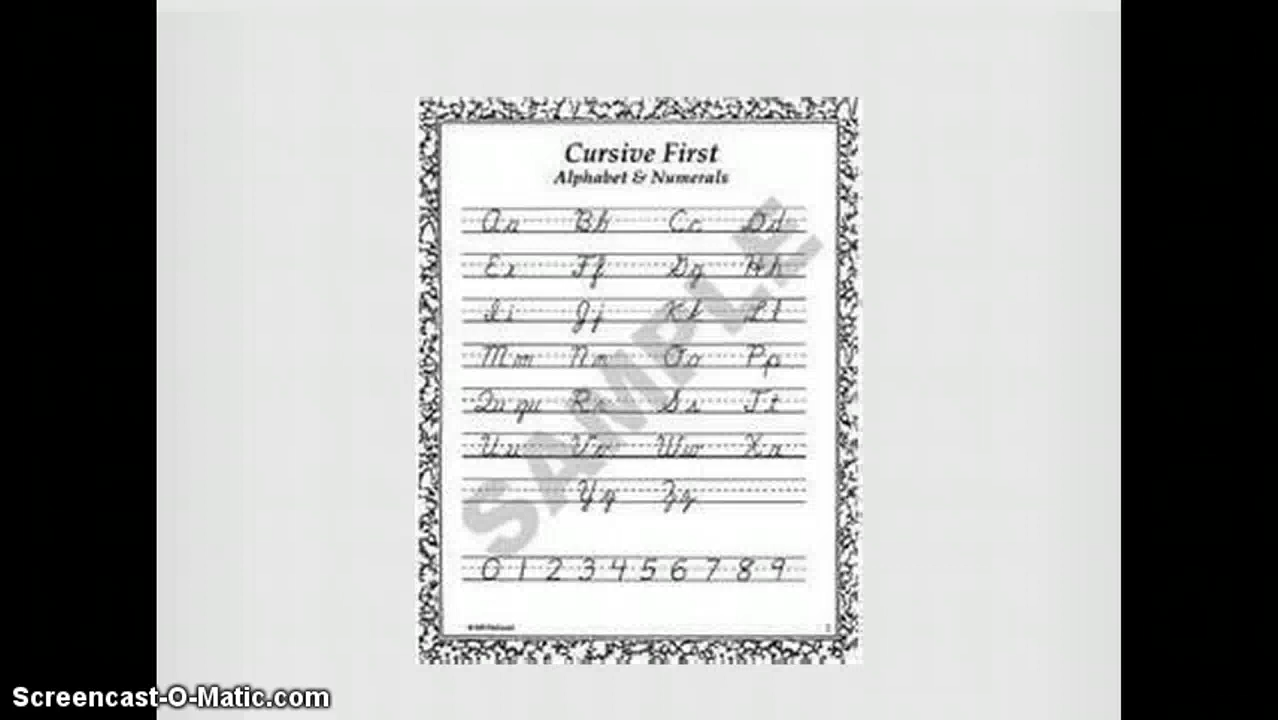 Cursive First
Alphabet & Numerals
Aa Bb Cc Dd
Ee Ff Gg Hh
Ii Jj Kk Ll
Mm Nn Oo Pp
Qu qu Rr Ss Tt
Uu Vv Ww Xx
Yy Zz
0 1 2 3 4 5 6 7 8 9
SAMPLE
Screencast-O-Matic.com